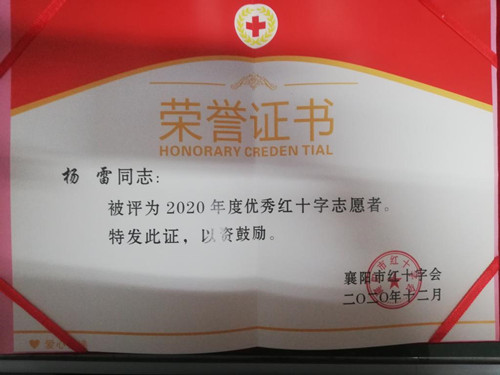 荣誉证书
HONORARY CREDEN TIAL
杨 雷同志:
被评为 2020 年度优秀红十字志愿者。
特发此证，以资鼓励。
襄阳市红十字会
二〇二〇年十二月